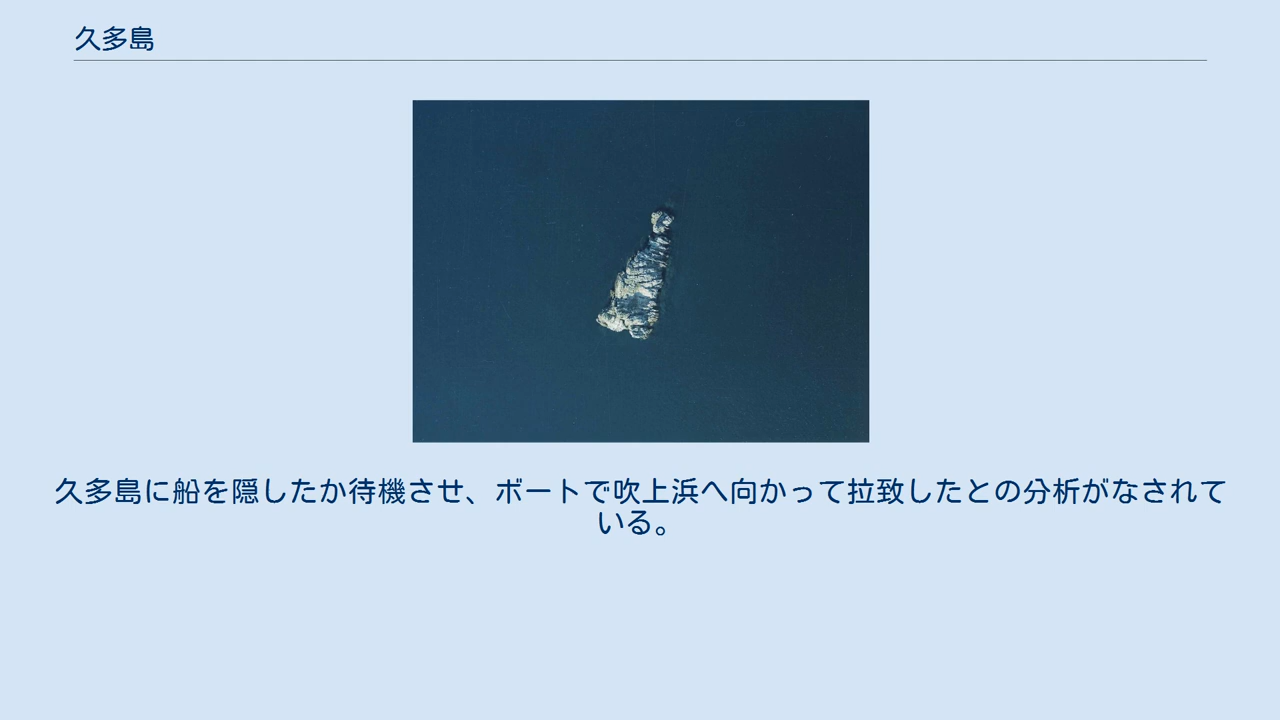 久多島
久多島に船を隠したか待機させ、ボートで吹上浜へ向かって拉致したとの分析がなされて
いる。